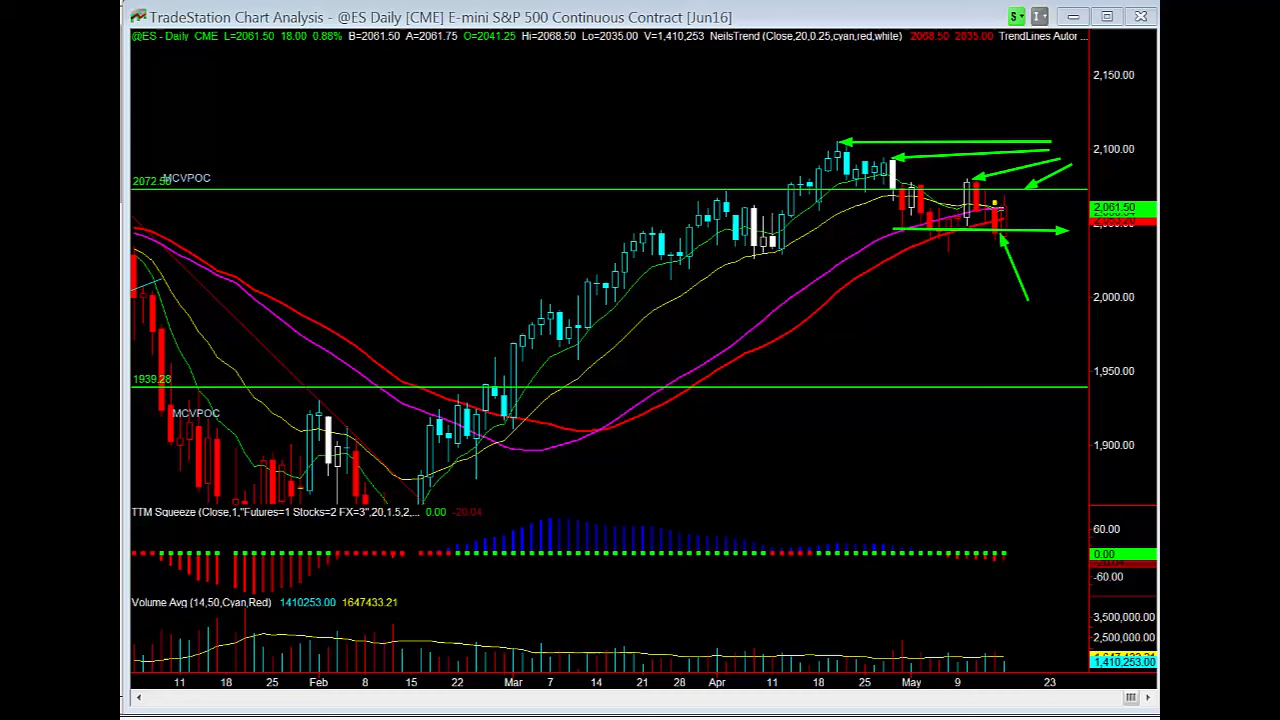 TradeStation Chart Analysis - @ES Daily [CME] E-mini S&P 500 Continuous Contract [Jun16]
S
I
@ES - Daily CME L=2061.50 18.00 0.88% B=2061.50 A=2061.75 O=2041.25 Hi=2068.50 Lo=2035.00 V=1,410,253 NeilsTrend (Close,20,0.25,cyan,red,white) 2068.50 2035.00 TrendLines Autor ...
2,150.00
2,100.00
2072.50 MCVPOC
2,061.50
2,000.00
1,950.00
1939.28
MCVPOC
1,900.00
TTM Squeeze (Close,1,"Futures=1 Stocks=2 FX=3",20,1.5,2,... 0.00 -20.04
60.00
0.00
-60.00
Volume Avg (14,50,Cyan,Red) 1410253.00 1647433.21
3,500,000.00
2,500,000.00
1,410,253.00
11 18 25 Feb 8 15 22 Mar 7 14 21 28 Apr 11 18 25 May 9 23